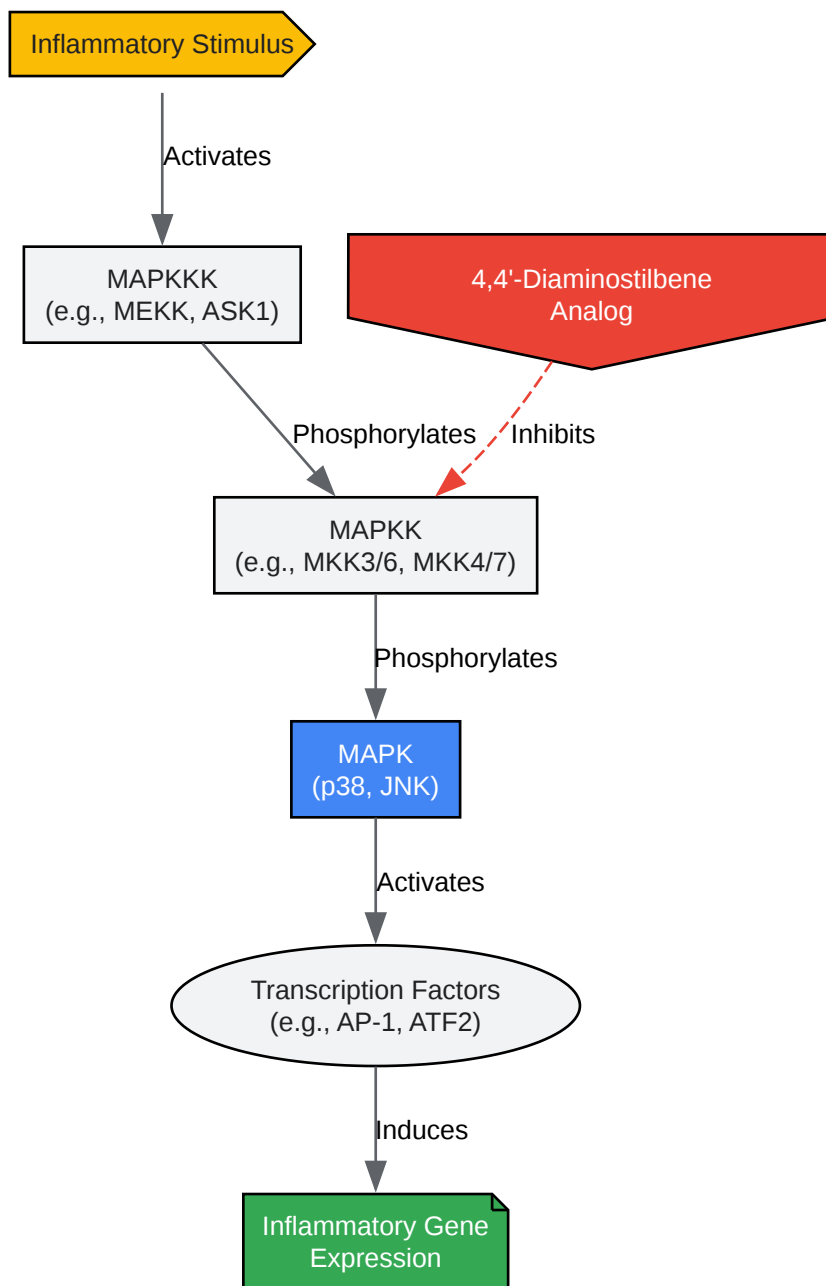 Inflammatory Stimulus
Activates
MAPKKK
(e.g., MEKK, ASK1)
4,4'-Diaminostilbene
Analog
Phosphorylates
Inhibits
MAPKK
(e.g., MKK3/6, MKK4/7)
Phosphorylates
MAPK
(p38, JNK)
Activates
Transcription Factors
(e.g., AP-1, ATF2)
Induces
Inflammatory Gene
Expression